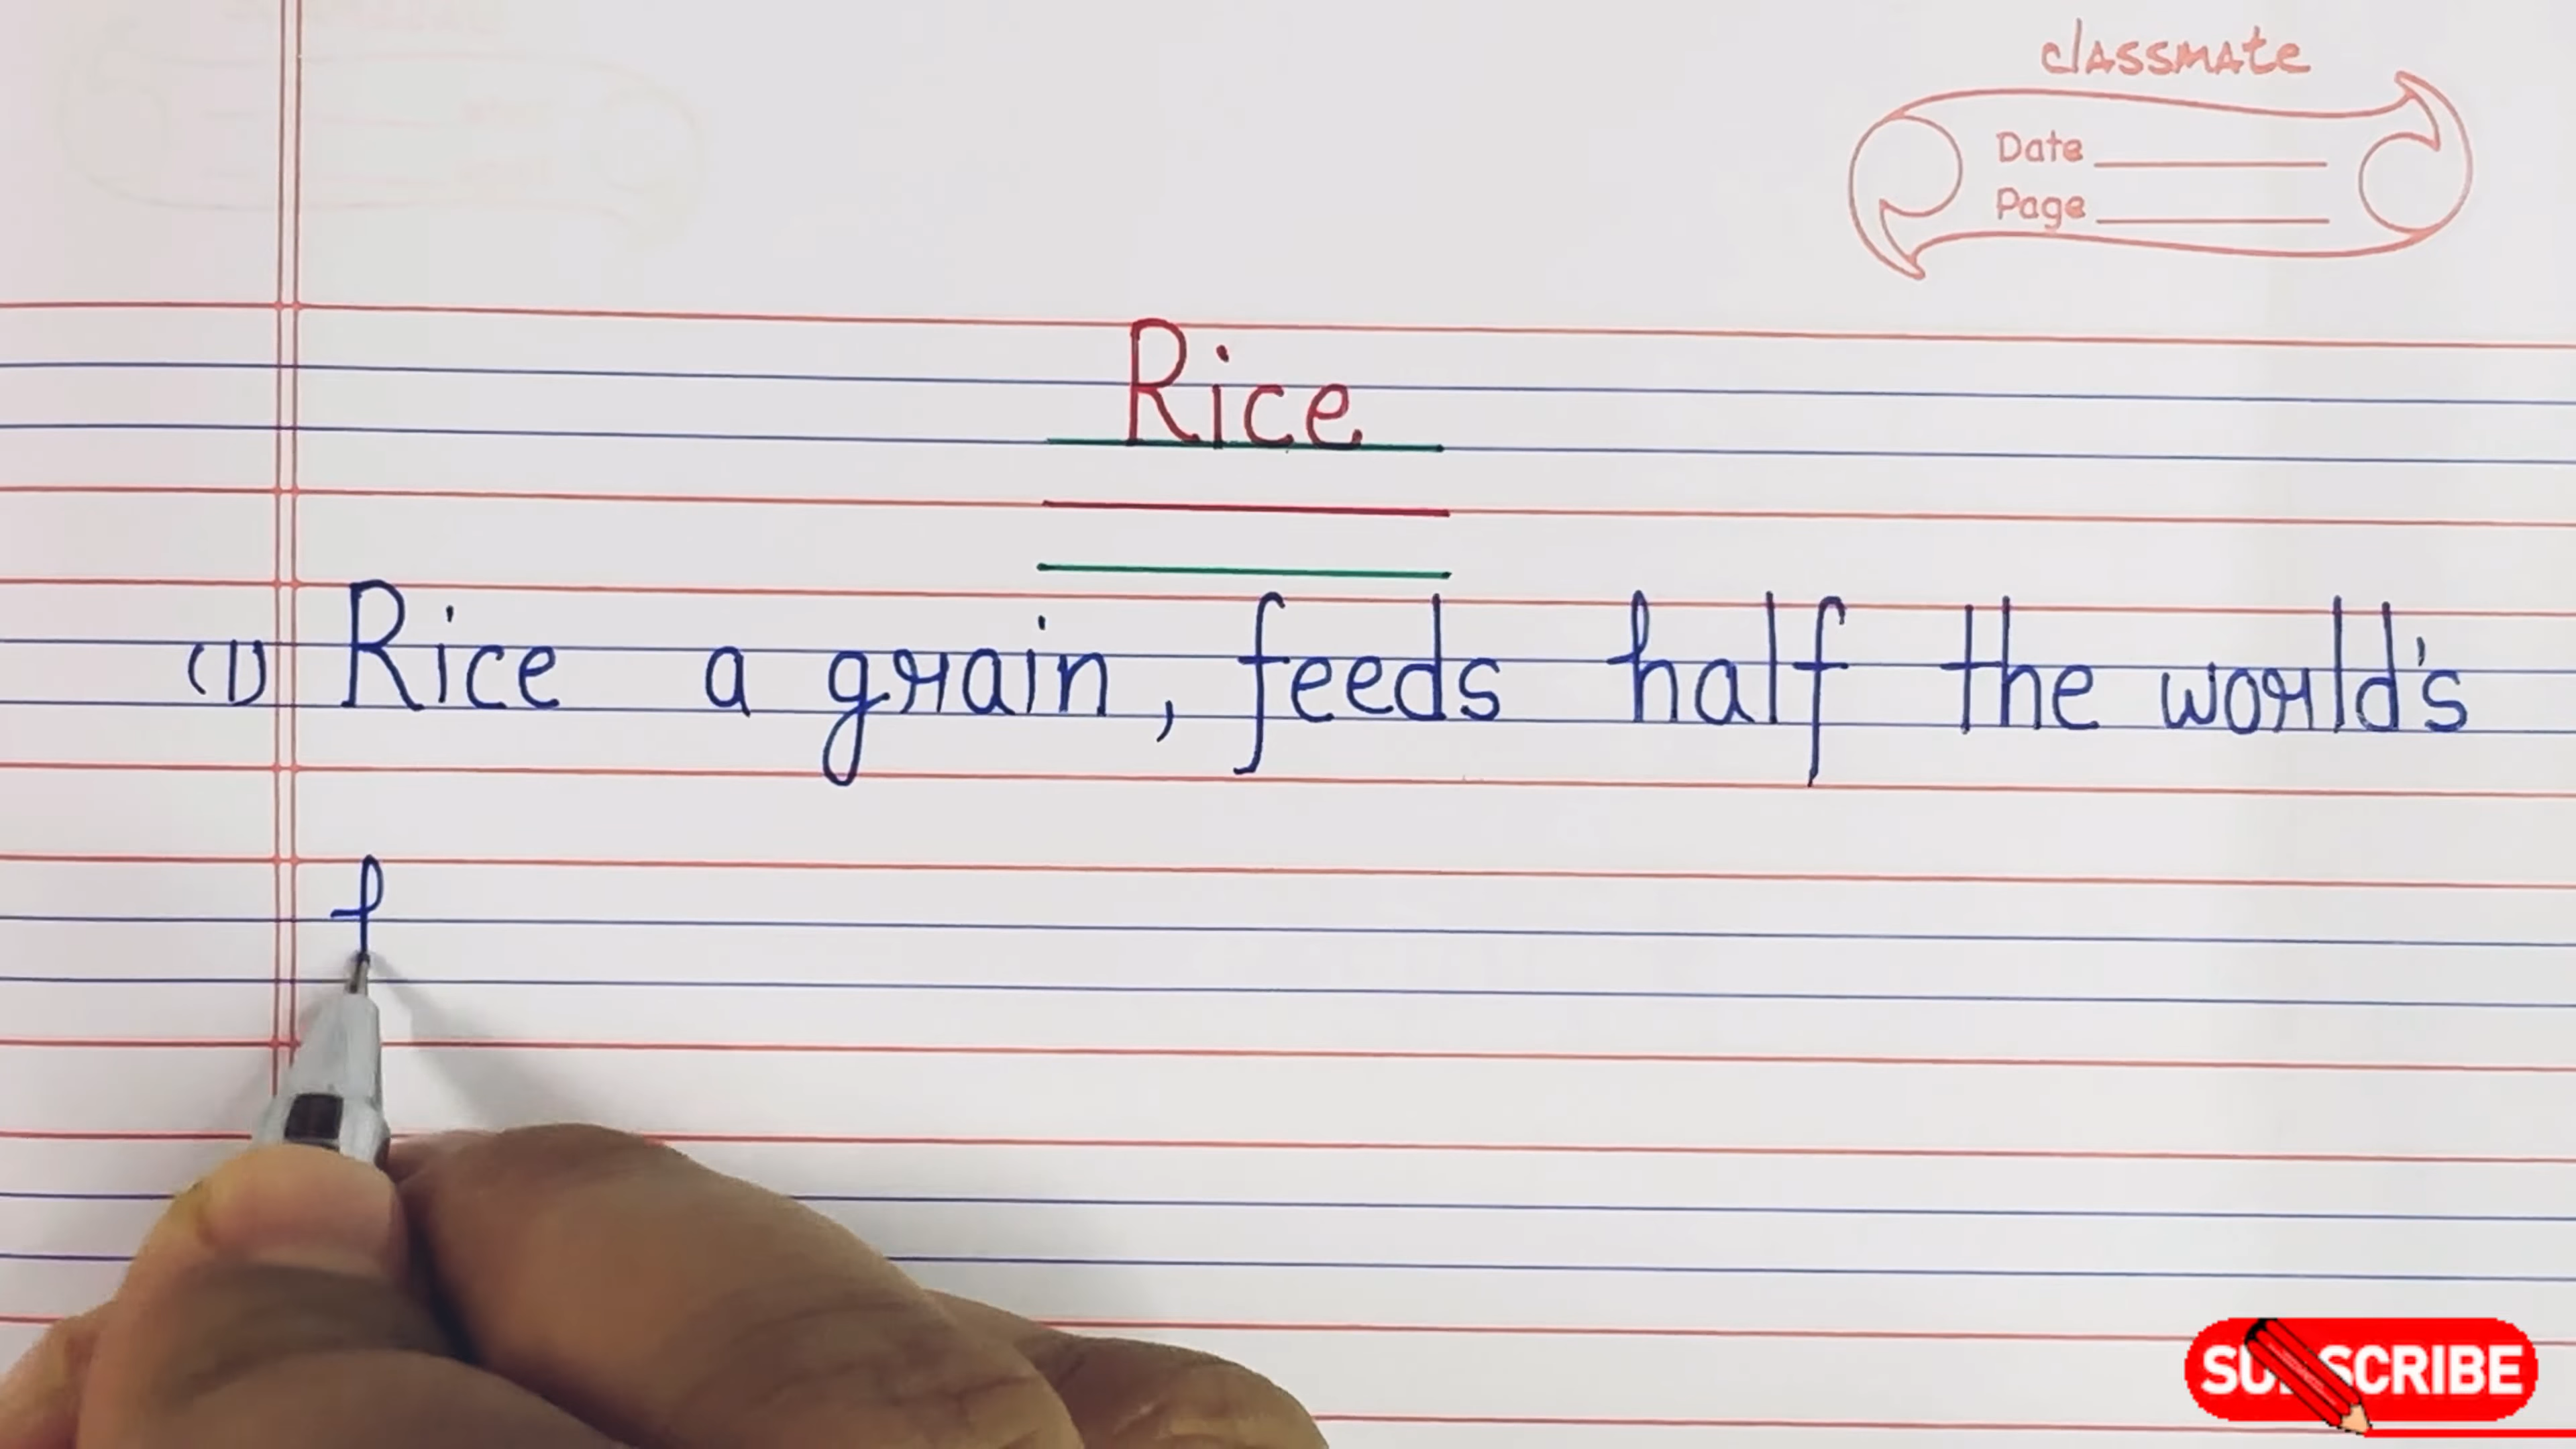 classmate
Date
Page
Rice
(1) Rice a grain, feeds half the world's
SUBSCRIBE